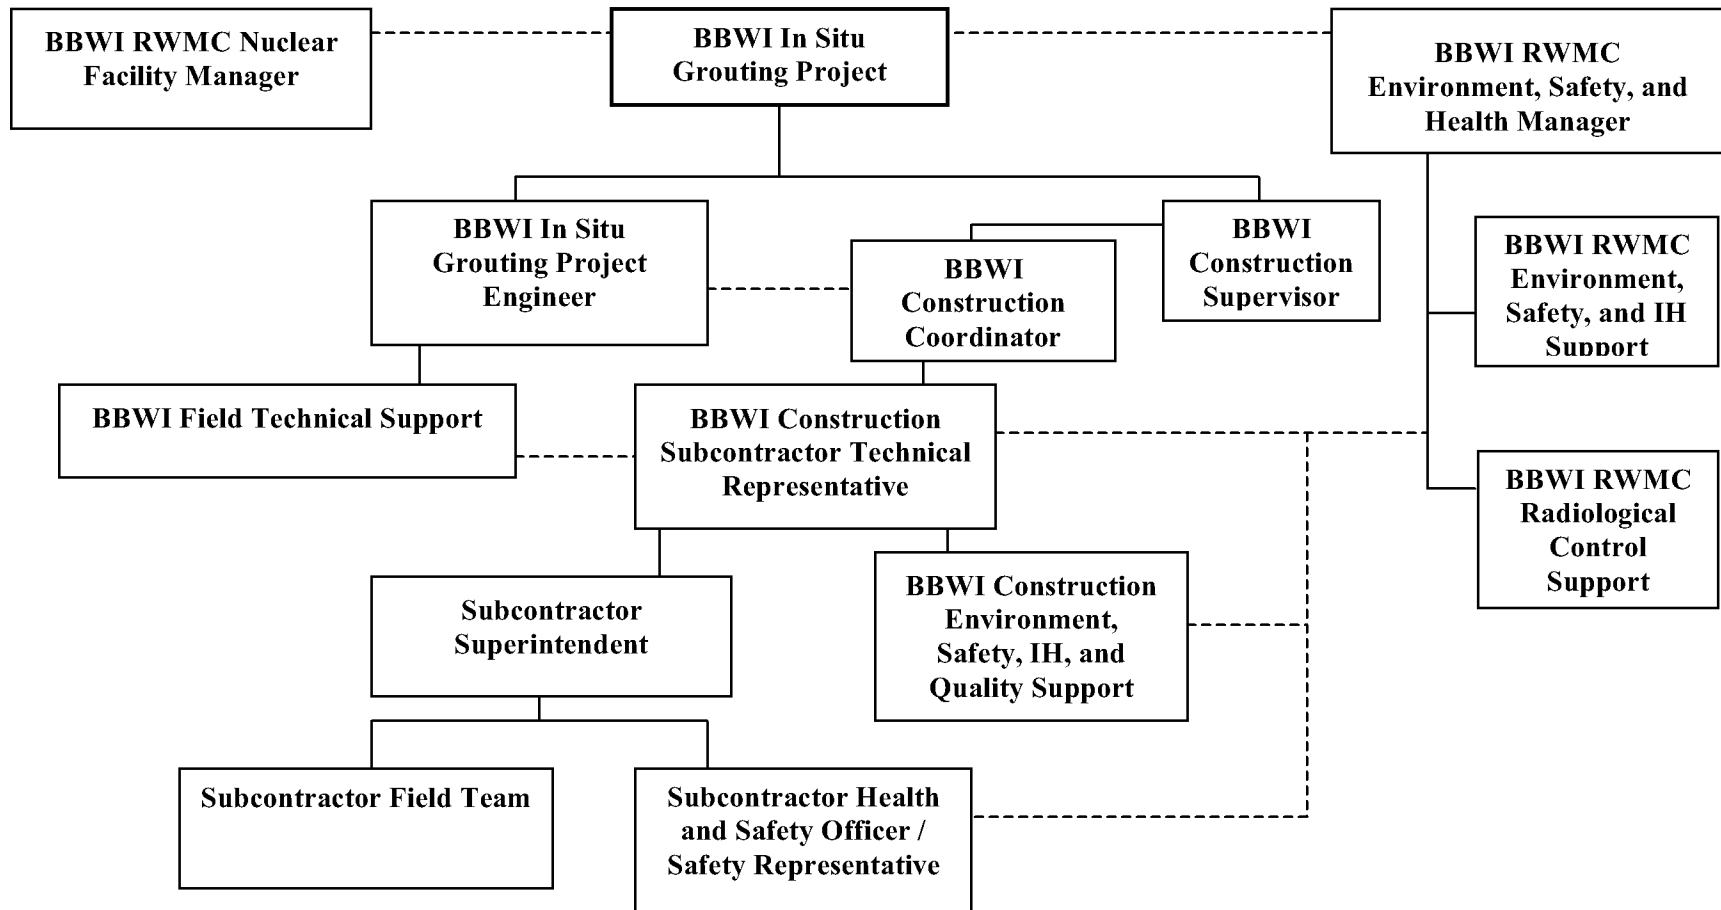 BBWI RWMC Nuclear
Facility Manager
BBWI In Situ
Grouting Project
BBWI RWMC
Environment, Safety, and
Health Manager
BBWI In Situ
Grouting Project
Engineer
BBWI
Construction
Coordinator
BBWI
Construction
Supervisor
BBWI RWMC
Environment,
Safety, and IH
Support
BBWI Field Technical Support
BBWI Construction
Subcontractor Technical
Representative
BBWI RWMC
Radiological
Control
Support
Subcontractor
Superintendent
BBWI Construction
Environment,
Safety, IH, and
Quality Support
Subcontractor Field Team
Subcontractor Health
and Safety Officer /
Safety Representative